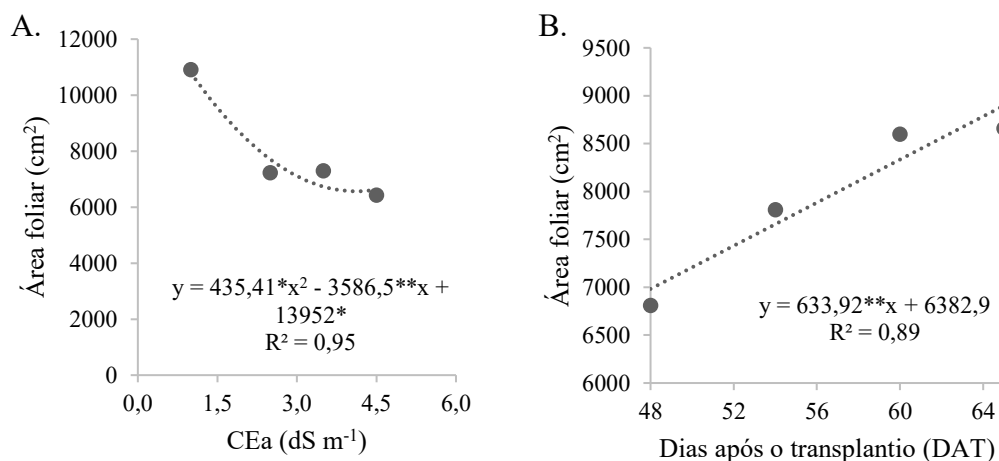 A.
Área foliar (cm²)
12000
10000
8000
6000
4000
2000
0
y = 435,41*x² - 3586,5**x +
13952*
R² = 0,95
0,0 1,5 3,0 4,5 6,0
CEa (dS m⁻¹)
B.
Área foliar (cm²)
9500
9000
8500
8000
7500
7000
6500
6000
y = 633,92**x + 6382,9
R² = 0,89
48 52 56 60 64
Dias após o transplantio (DAT)